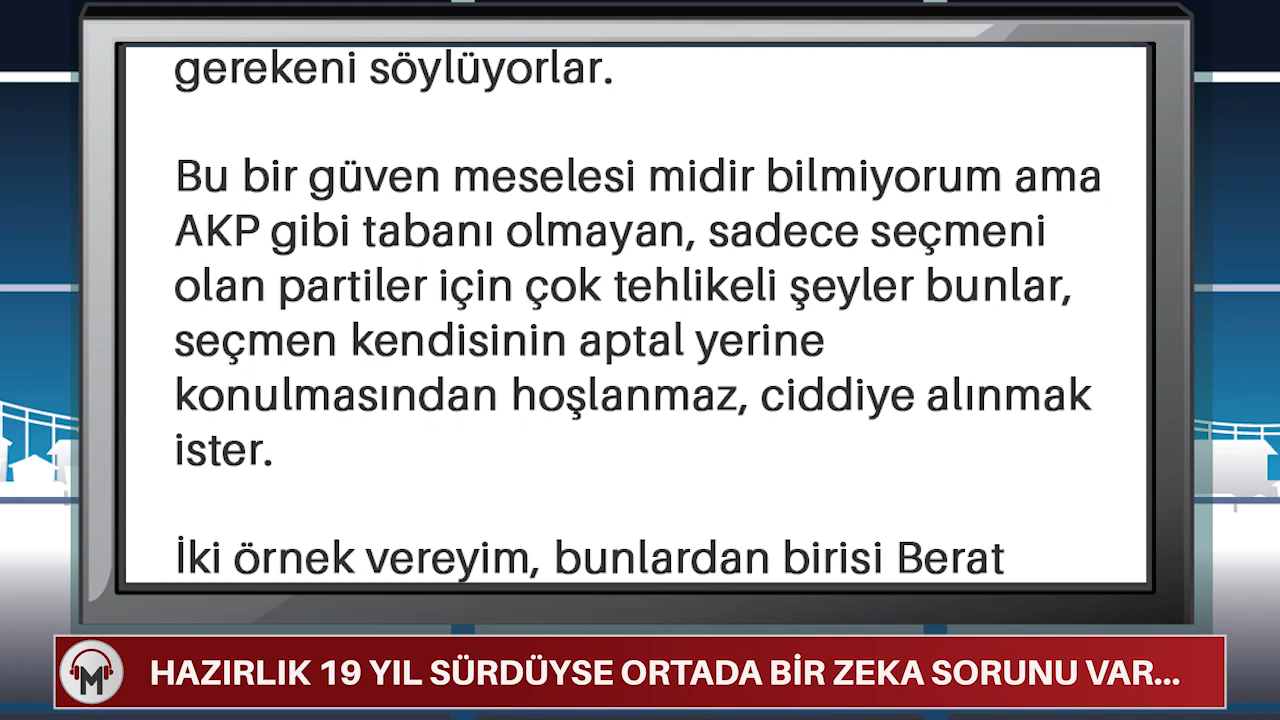 gerekeni söylüyorlar.
Bu bir güven meselesi midir bilmiyorum ama
AKP gibi tabanı olmayan, sadece seçmeni
olan partiler için çok tehlikeli şeyler bunlar,
seçmen kendisinin aptal yerine
konulmasından hoşlanmaz, ciddiye alınmak
ister.
İki örnek vereyim, bunlardan birisi Berat
M
HAZIRLIK 19 YIL SÜRDÜYSE ORTADA BİR ZEKA SORUNU VAR...